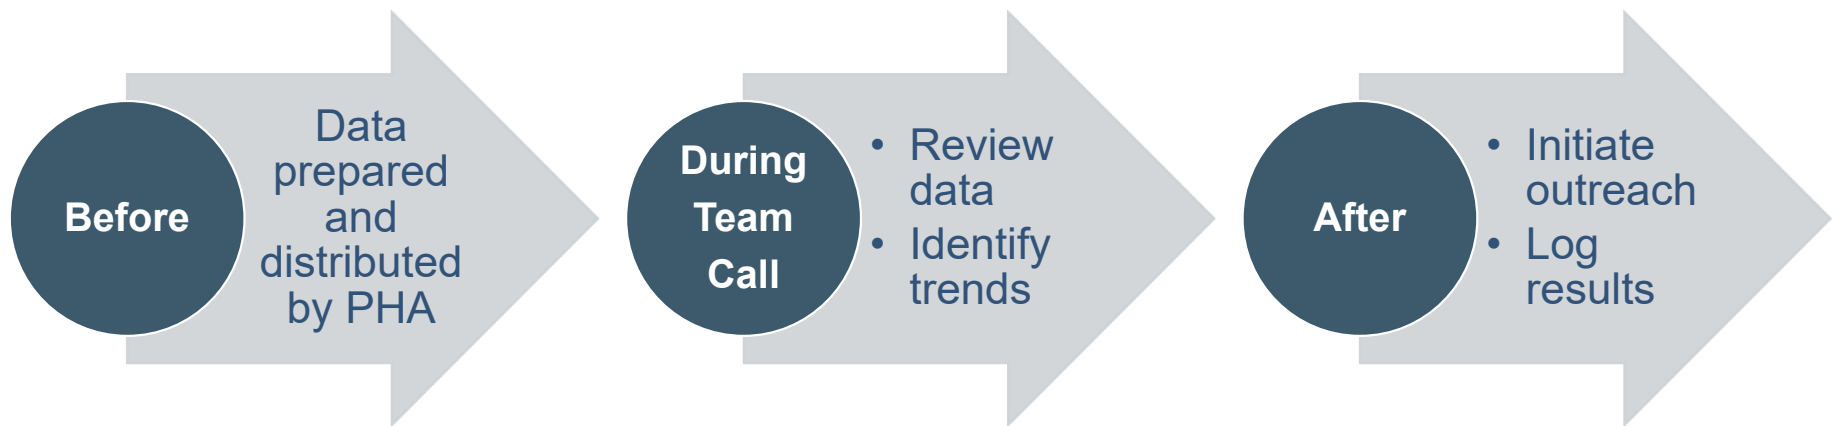 Before
Data
prepared
and
distributed
by PHA
During
Team
Call
• Review
data
• Identify
trends
After
• Initiate
outreach
• Log
results